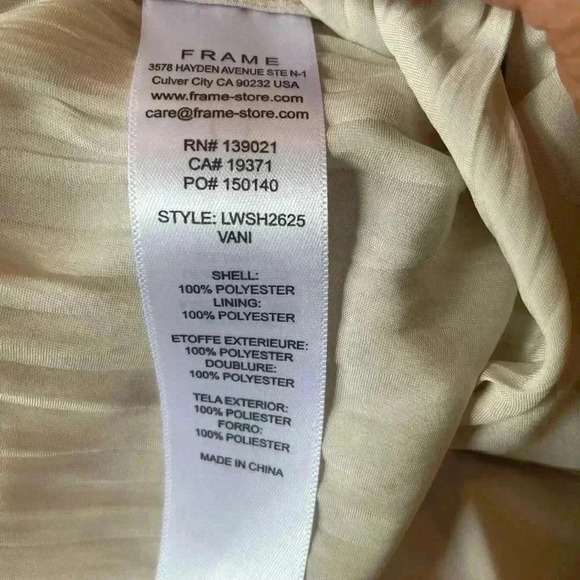 FRAME
3578 HAYDEN AVENUE STE N-1
Culver City CA 90232 USA
www.frame-store.com
care@frame-store.com
RN# 139021
CA# 19371
PO# 150140
STYLE: LWSH2625
VANI
SHELL:
100% POLYESTER
LINING:
100% POLYESTER
ETOFFE EXTERIEURE:
100% POLYESTER
DOUBLURE:
100% POLYESTER
TELA EXTERIOR:
100% POLIESTER
FORRO:
100% POLIESTER
MADE IN CHINA